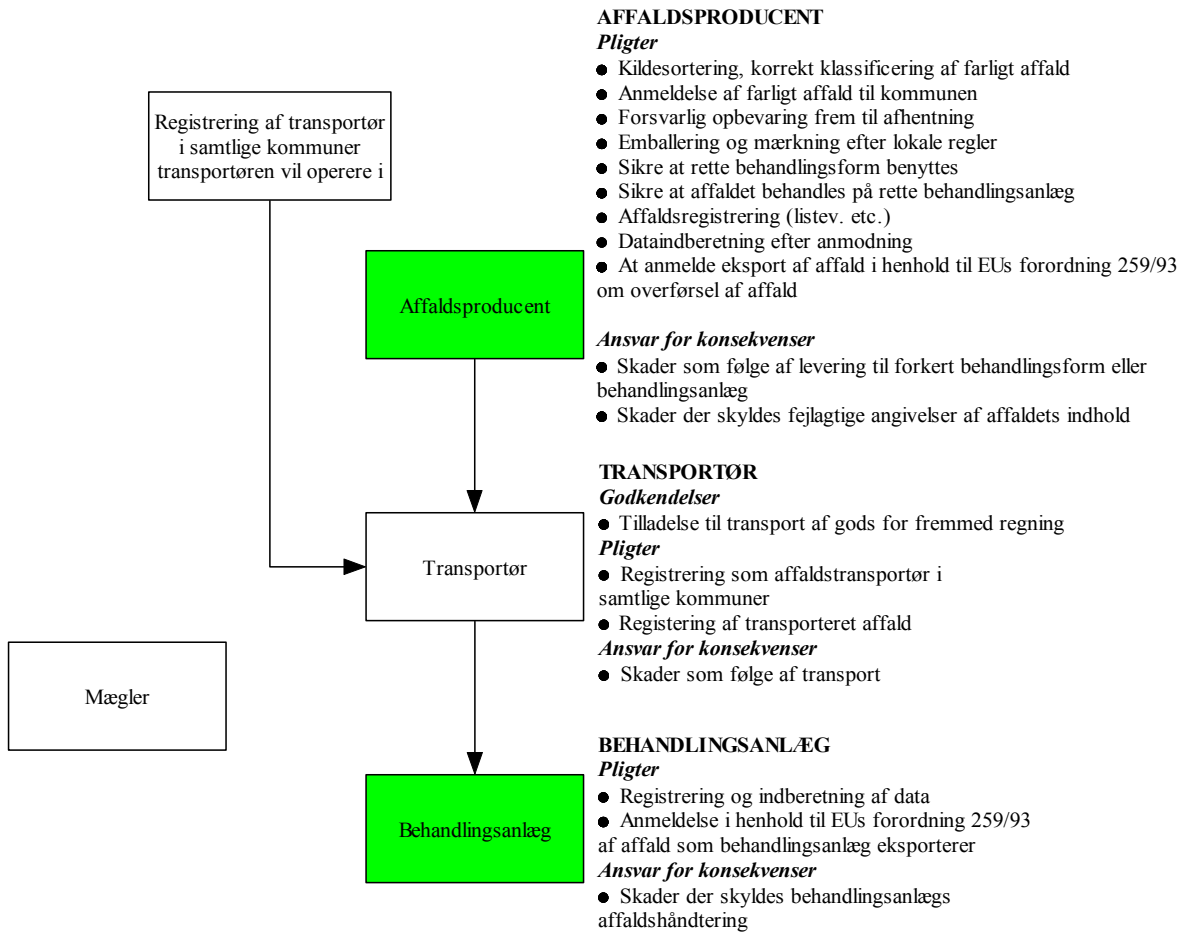 AFFALDSPRODUCENT
Pligter
● Kildesortering, korrekt klassificering af farligt affald
● Anmeldelse af farligt affald til kommunen
● Forsvarlig opbevaring frem til afhentning
● Emballering og mærkning efter lokale regler
● Sikre at rette behandlingsform benyttes
● Sikre at affaldet behandles på rette behandlingsanlæg
● Affaldsregistrering (listev. etc.)
● Dataindberetning efter anmodning
● At anmelde eksport af affald i henhold til EUs forordning 259/93
om overførsel af affald
Ansvar for konsekvenser
● Skader som følge af levering til forkert behandlingsform eller
behandlingsanlæg
● Skader der skyldes fejlagtige angivelser af affaldets indhold
Registrering af transportør
i samtlige kommuner
transportøren vil operere i
Affaldsproducent
TRANSPORTØR
Godkendelser
● Tilladelse til transport af gods for fremmed regning
Pligter
● Registrering som affaldstransportør i
samtlige kommuner
● Registering af transporteret affald
Ansvar for konsekvenser
● Skader som følge af transport
Transportør
Mægler
BEHANDLINGSANLÆG
Pligter
● Registrering og indberetning af data
● Anmeldelse i henhold til EUs forordning 259/93
af affald som behandlingsanlæg eksporterer
Ansvar for konsekvenser
● Skader der skyldes behandlingsanlægs
affaldshåndtering
Behandlingsanlæg